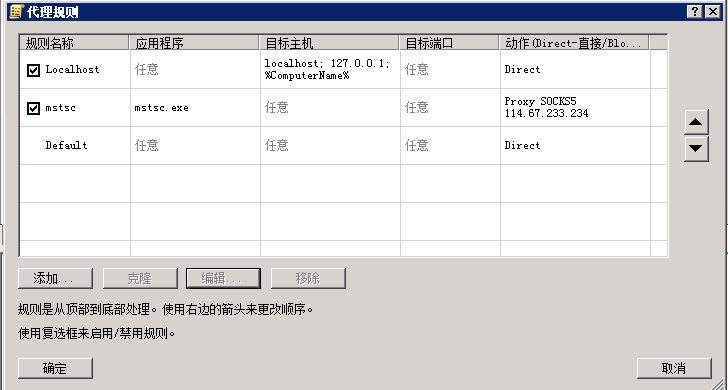 代理规则
规则名称 应用程序 目标主机 目标端口 动作(Direct-直接/Blo...
Localhost 任意 localhost; 127.0.0.1; %ComputerName% 任意 Direct
mstsc mstsc.exe 任意 任意 Proxy SOCKS5 114.67.233.234
Default 任意 任意 任意 Direct
添加... 克隆 编辑... 移除
规则是从顶部到底部处理。使用右边的箭头来更改顺序。
使用复选框来启用/禁用规则。
确定 取消